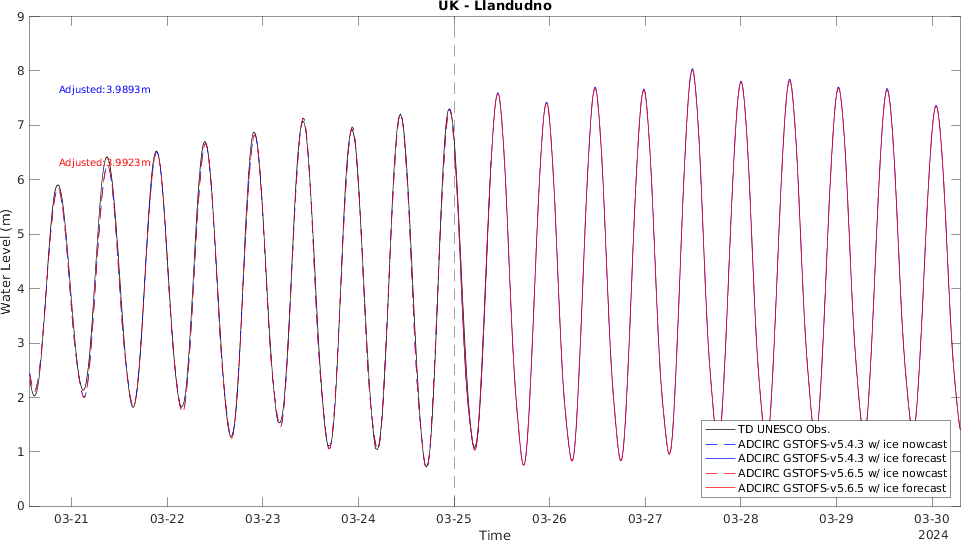 UK - Llandudno
9
8
7
6
5
4
3
2
1
0
Water Level (m)
Adjusted:3.9893m
Adjusted:3.9923m
TD UNESCO Obs.
ADCIRC GSTOFS-v5.4.3 w/ ice nowcast
ADCIRC GSTOFS-v5.4.3 w/ ice forecast
ADCIRC GSTOFS-v5.6.5 w/ ice nowcast
ADCIRC GSTOFS-v5.6.5 w/ ice forecast
03-21 03-22 03-23 03-24 03-25 03-26 03-27 03-28 03-29 03-30
Time
2024